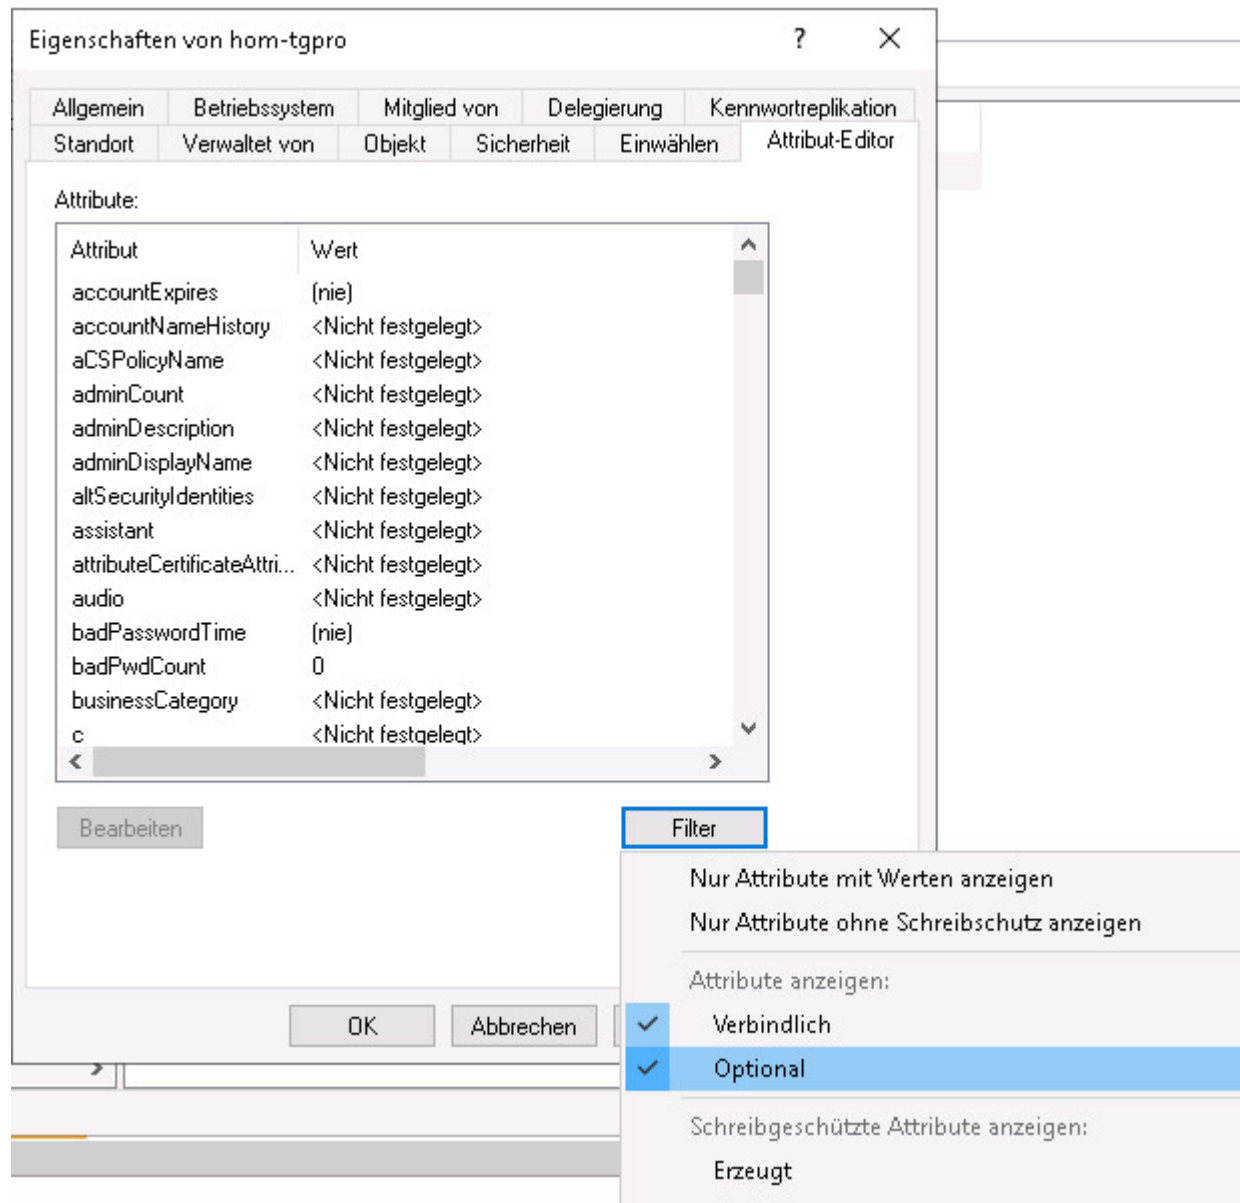 Eigenschaften von hom-tgpro ?
Allgemein Betriebssystem Mitglied von Delegierung Kennwortreplikation
Standort Verwaltet von Objekt Sicherheit Einwählen Attribut-Editor
Attribute:
Attribut Wert
accountExpires (nie)
accountNameHistory <Nicht festgelegt>
aCSPolicyName <Nicht festgelegt>
adminCount <Nicht festgelegt>
adminDescription <Nicht festgelegt>
adminDisplayName <Nicht festgelegt>
altSecurityIdentities <Nicht festgelegt>
assistant <Nicht festgelegt>
attributeCertificateAttri... <Nicht festgelegt>
audio <Nicht festgelegt>
badPasswordTime (nie)
badPwdCount 0
businessCategory <Nicht festgelegt>
c <Nicht festgelegt>
Bearbeiten Filter
Nur Attribute mit Werten anzeigen
Nur Attribute ohne Schreibschutz anzeigen
Attribute anzeigen:
OK Abbrechen Verbindlich
Optional
Schreibgeschützte Attribute anzeigen:
Erzeugt